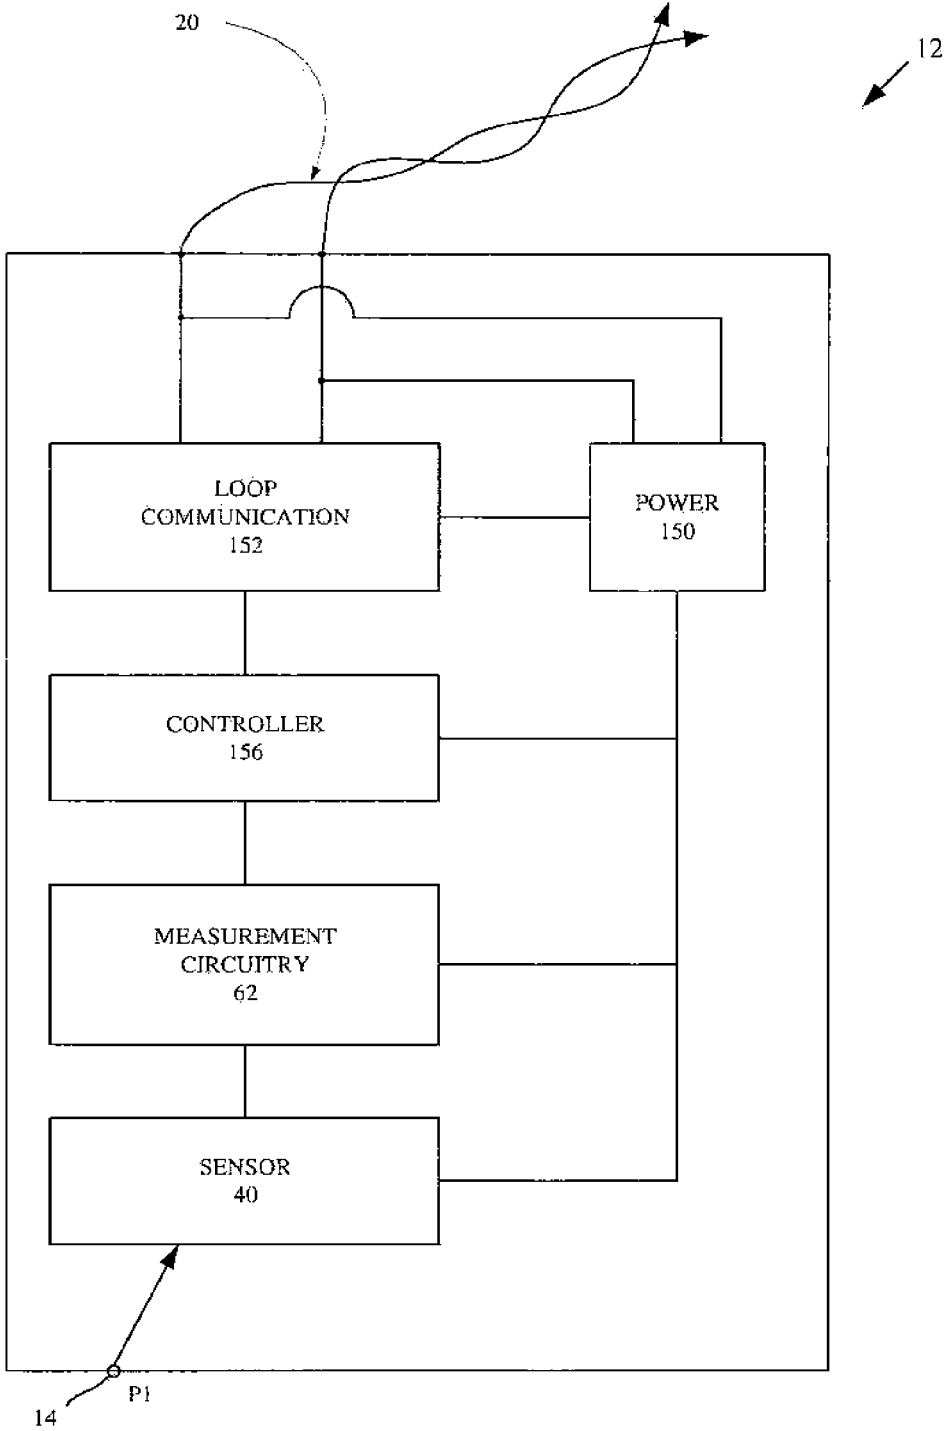 20
12
LOOP
COMMUNICATION
152
POWER
150
CONTROLLER
156
MEASUREMENT
CIRCUITRY
62
SENSOR
40
P1
14